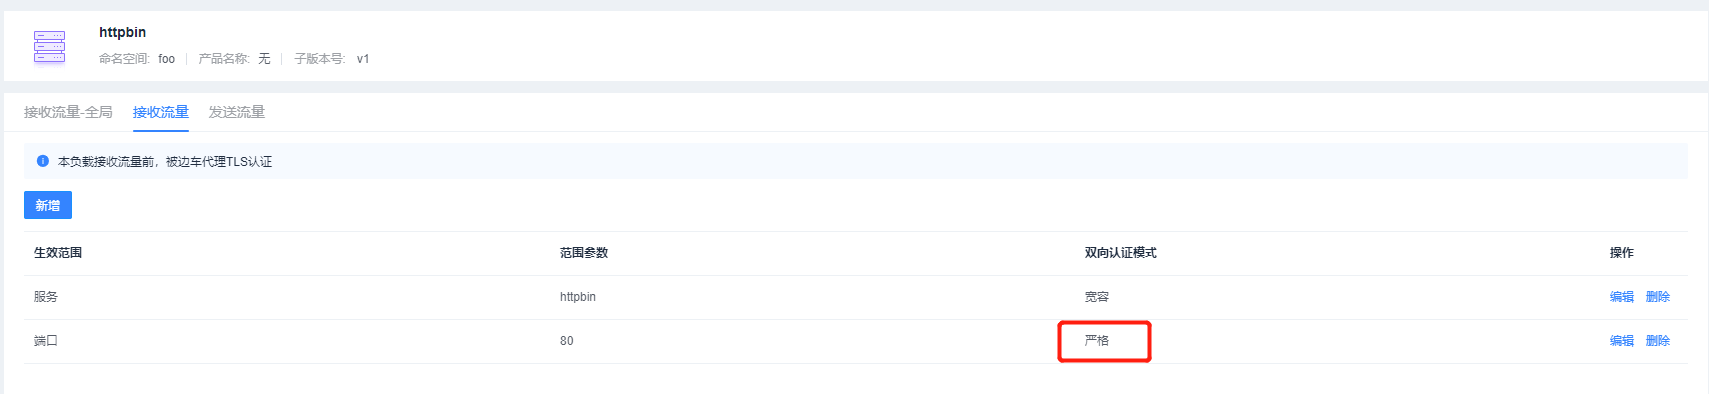 httpbin
命名空间: foo 产品名称: 无 子版本号: v1
接收流量-全局 接收流量 发送流量
本负载接收流量前，被边车代理TLS认证
新增
生效范围 范围参数 双向认证模式 操作
服务 httpbin 宽容 编辑 删除
端口 80 严格 编辑 删除